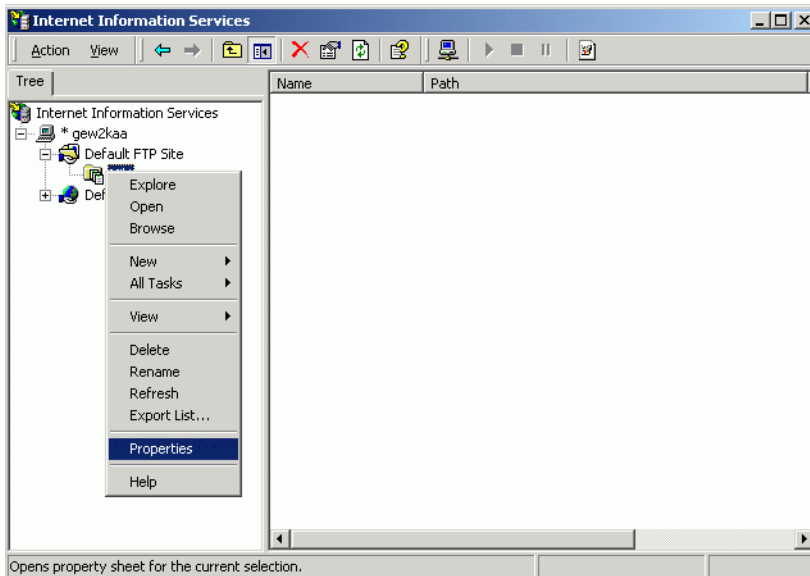 Internet Information Services
Action View
Tree
Name Path
Internet Information Services
* gew2kaa
Default FTP Site
Def
Explore
Open
Browse
New
All Tasks
View
Delete
Rename
Refresh
Export List...
Properties
Help
Opens property sheet for the current selection.